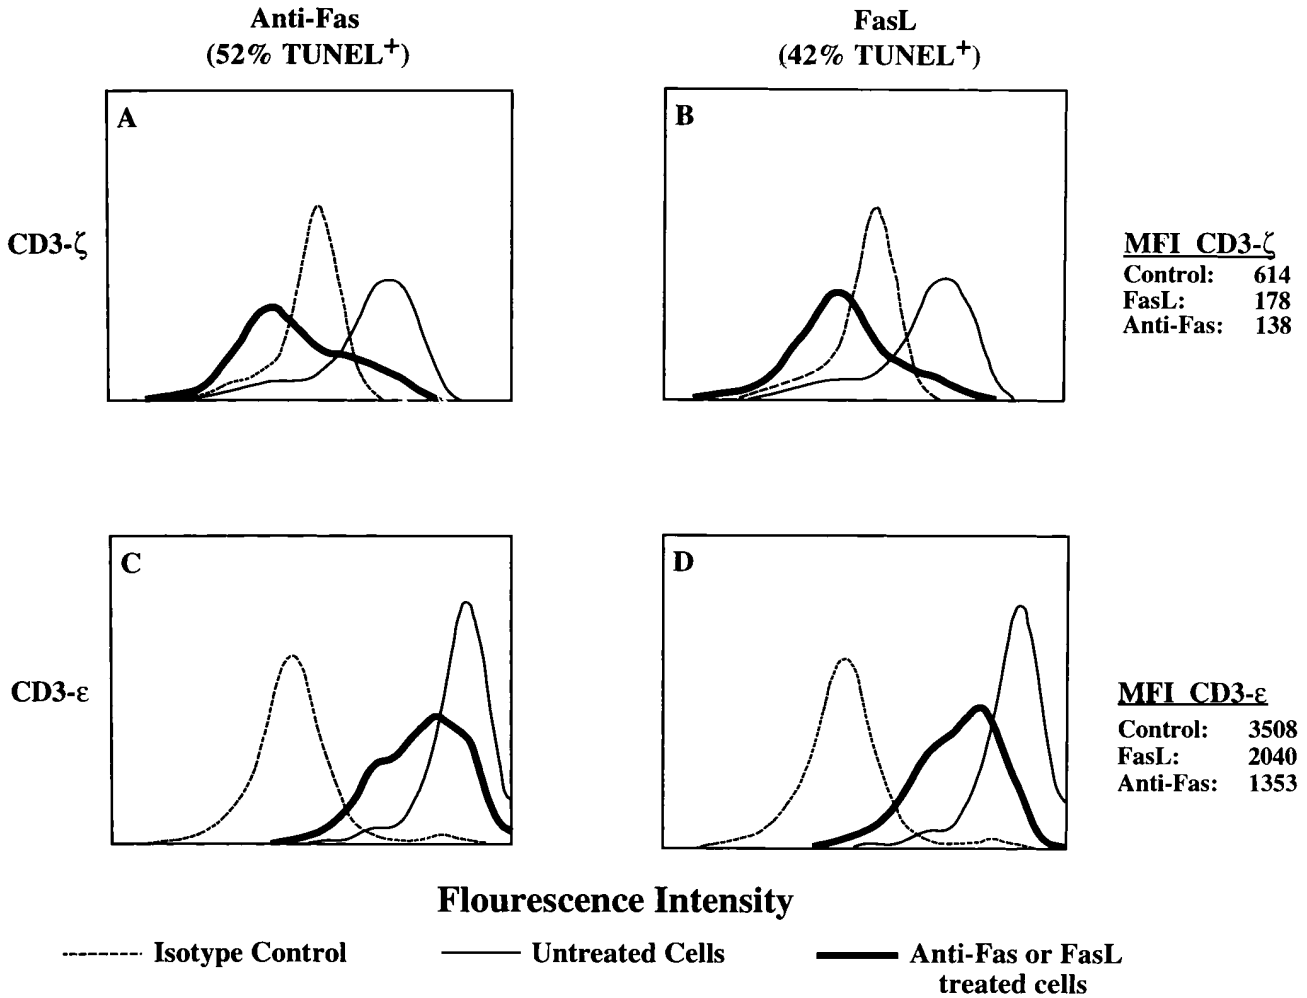 Anti-Fas
(52% TUNEL+)
FasL
(42% TUNEL+)
A
B
CD3-ζ
MFI CD3-ζ
Control: 614
FasL: 178
Anti-Fas: 138
C
D
CD3-ε
MFI CD3-ε
Control: 3508
FasL: 2040
Anti-Fas: 1353
Flourescence Intensity
Isotype Control
Untreated Cells
Anti-Fas or FasL
treated cells